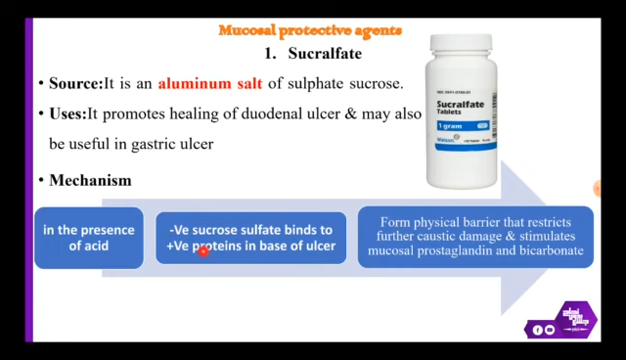 Mucosal protective agents
1. Sucralfate
• Source:It is an aluminum salt of sulphate sucrose.
• Uses:It promotes healing of duodenal ulcer & may also
be useful in gastric ulcer
• Mechanism
Sucralfate
Tablets
1 gram
Watson
in the presence
of acid
-Ve sucrose sulfate binds to
+Ve proteins in base of ulcer
Form physical barrier that restricts
further caustic damage & stimulates
mucosal prostaglandin and bicarbonate